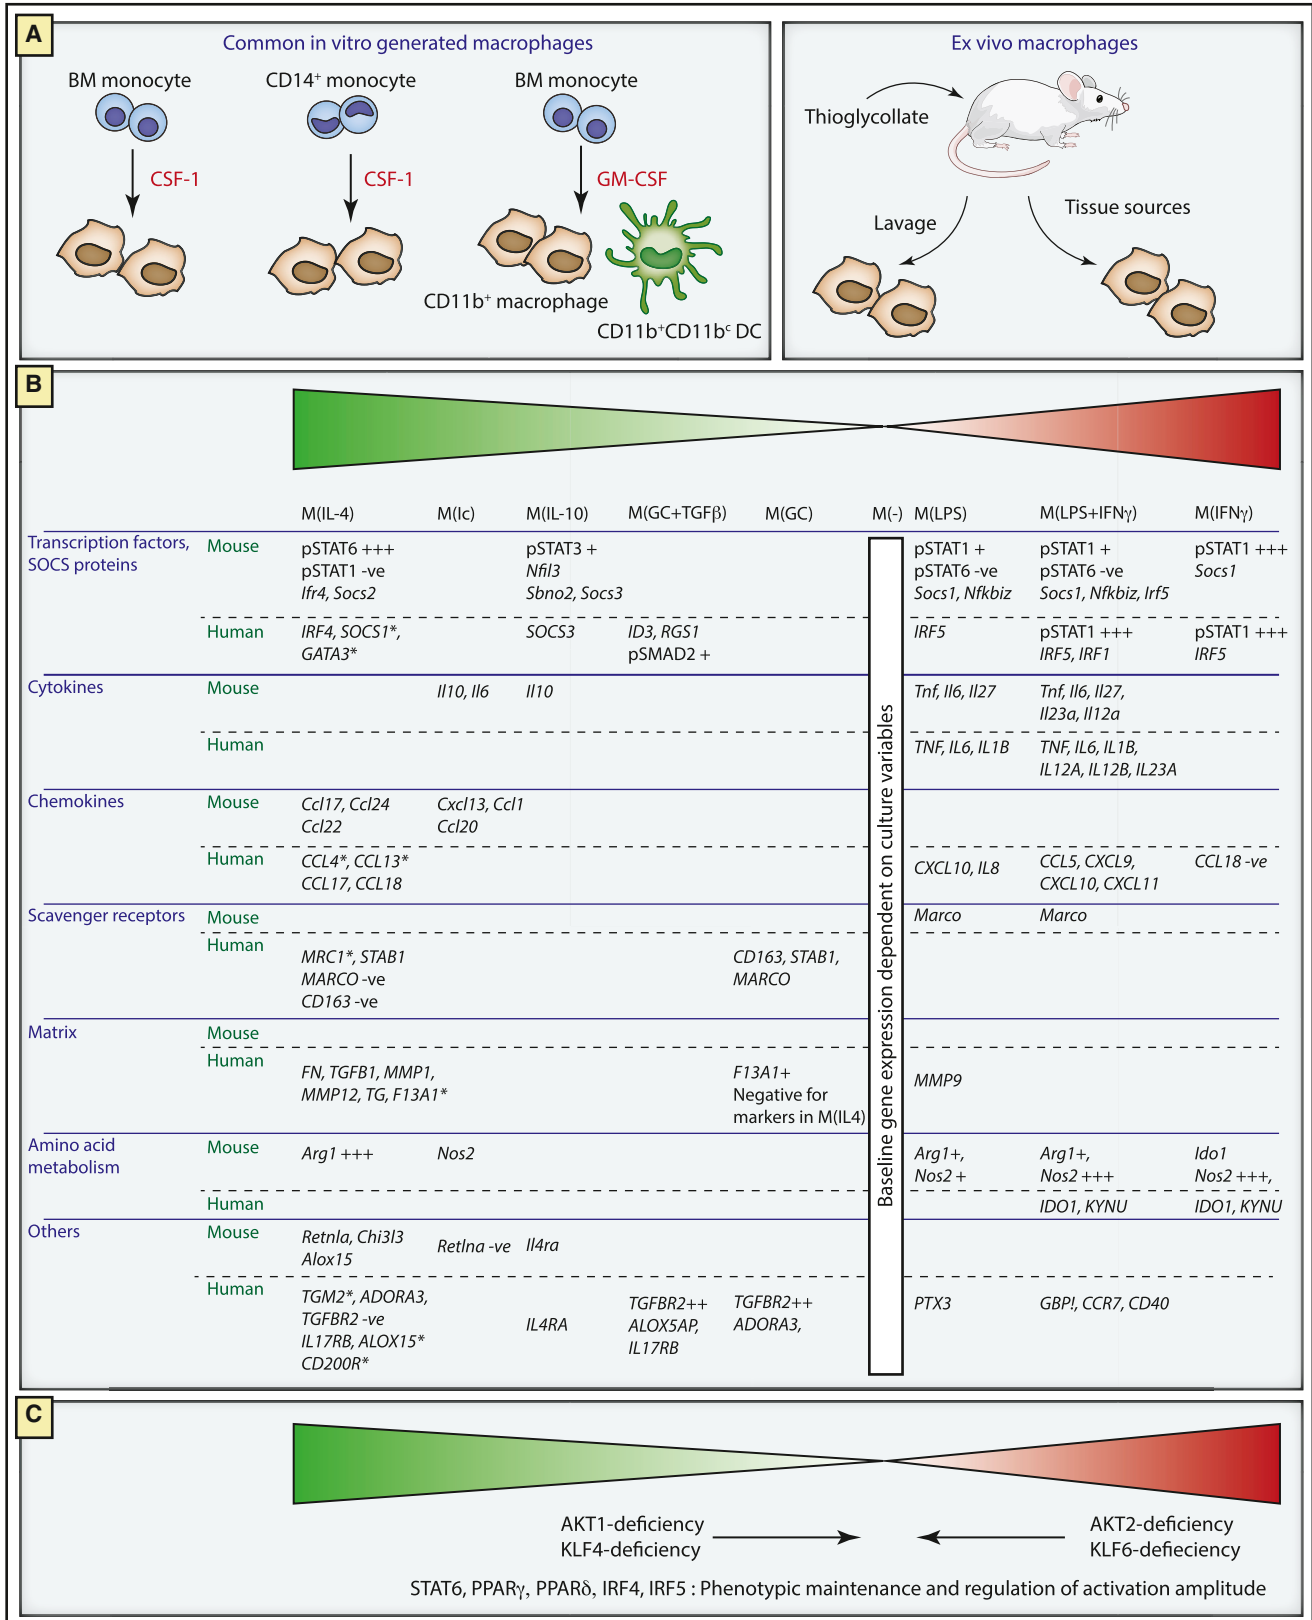 A
Common in vitro generated macrophages
BM monocyte
CD14+ monocyte
BM monocyte
CSF-1
CSF-1
GM-CSF
CD11b+ macrophage
CD11b+CD11bc DC
Ex vivo macrophages
Thioglycollate
Lavage
Tissue sources
B
M(IL-4) M(Ic) M(IL-10) M(GC+TGFβ) M(GC) M(-) M(LPS) M(LPS+IFNγ) M(IFNγ)
Baseline gene expression dependent on culture variables
Transcription factors,
SOCS proteins
Mouse
pSTAT6 +++
pSTAT1 -ve
Ifr4, Socs2
pSTAT3 +
Nfil3
Sbno2, Socs3
pSTAT1 +
pSTAT6 -ve
Socs1, Nfkbiz
pSTAT1 +
pSTAT6 -ve
Socs1, Nfkbiz, Irf5
pSTAT1 +++
Socs1
Human
IRF4, SOCS1*,
GATA3*
SOCS3
ID3, RGS1
pSMAD2 +
IRF5
pSTAT1 +++
IRF5, IRF1
pSTAT1 +++
IRF5
Cytokines
Mouse
Il10, Il6
Il10
Tnf, Il6, Il27
Tnf, Il6, Il27,
Il23a, Il12a
Human
TNF, IL6, IL1B
TNF, IL6, IL1B,
IL12A, IL12B, IL23A
Chemokines
Mouse
Ccl17, Ccl24
Ccl22
Cxcl13, Ccl1
Ccl20
Human
CCL4*, CCL13*
CCL17, CCL18
CXCL10, IL8
CCL5, CXCL9,
CXCL10, CXCL11
CCL18 -ve
Scavenger receptors
Mouse
Marco
Marco
Human
MRC1*, STAB1
MARCO -ve
CD163 -ve
CD163, STAB1,
MARCO
Matrix
Mouse
Human
FN, TGFB1, MMP1,
MMP12, TG, F13A1*
F13A1+
Negative for
markers in M(IL4)
MMP9
Amino acid
metabolism
Mouse
Arg1 +++
Nos2
Arg1+,
Nos2 +
Arg1+,
Nos2 +++
Ido1
Nos2 +++,
Human
IDO1, KYNU
IDO1, KYNU
Others
Mouse
Retnla, Chi3l3
Alox15
Retlna -ve
Il4ra
Human
TGM2*, ADORA3,
TGFBR2 -ve
IL17RB, ALOX15*
CD200R*
IL4RA
TGFBR2++
ALOX5AP,
IL17RB
TGFBR2++
ADORA3,
PTX3
GBP!, CCR7, CD40
C
AKT1-deficiency
KLF4-deficiency
AKT2-deficiency
KLF6-defieciency
STAT6, PPARγ, PPARδ, IRF4, IRF5 : Phenotypic maintenance and regulation of activation amplitude